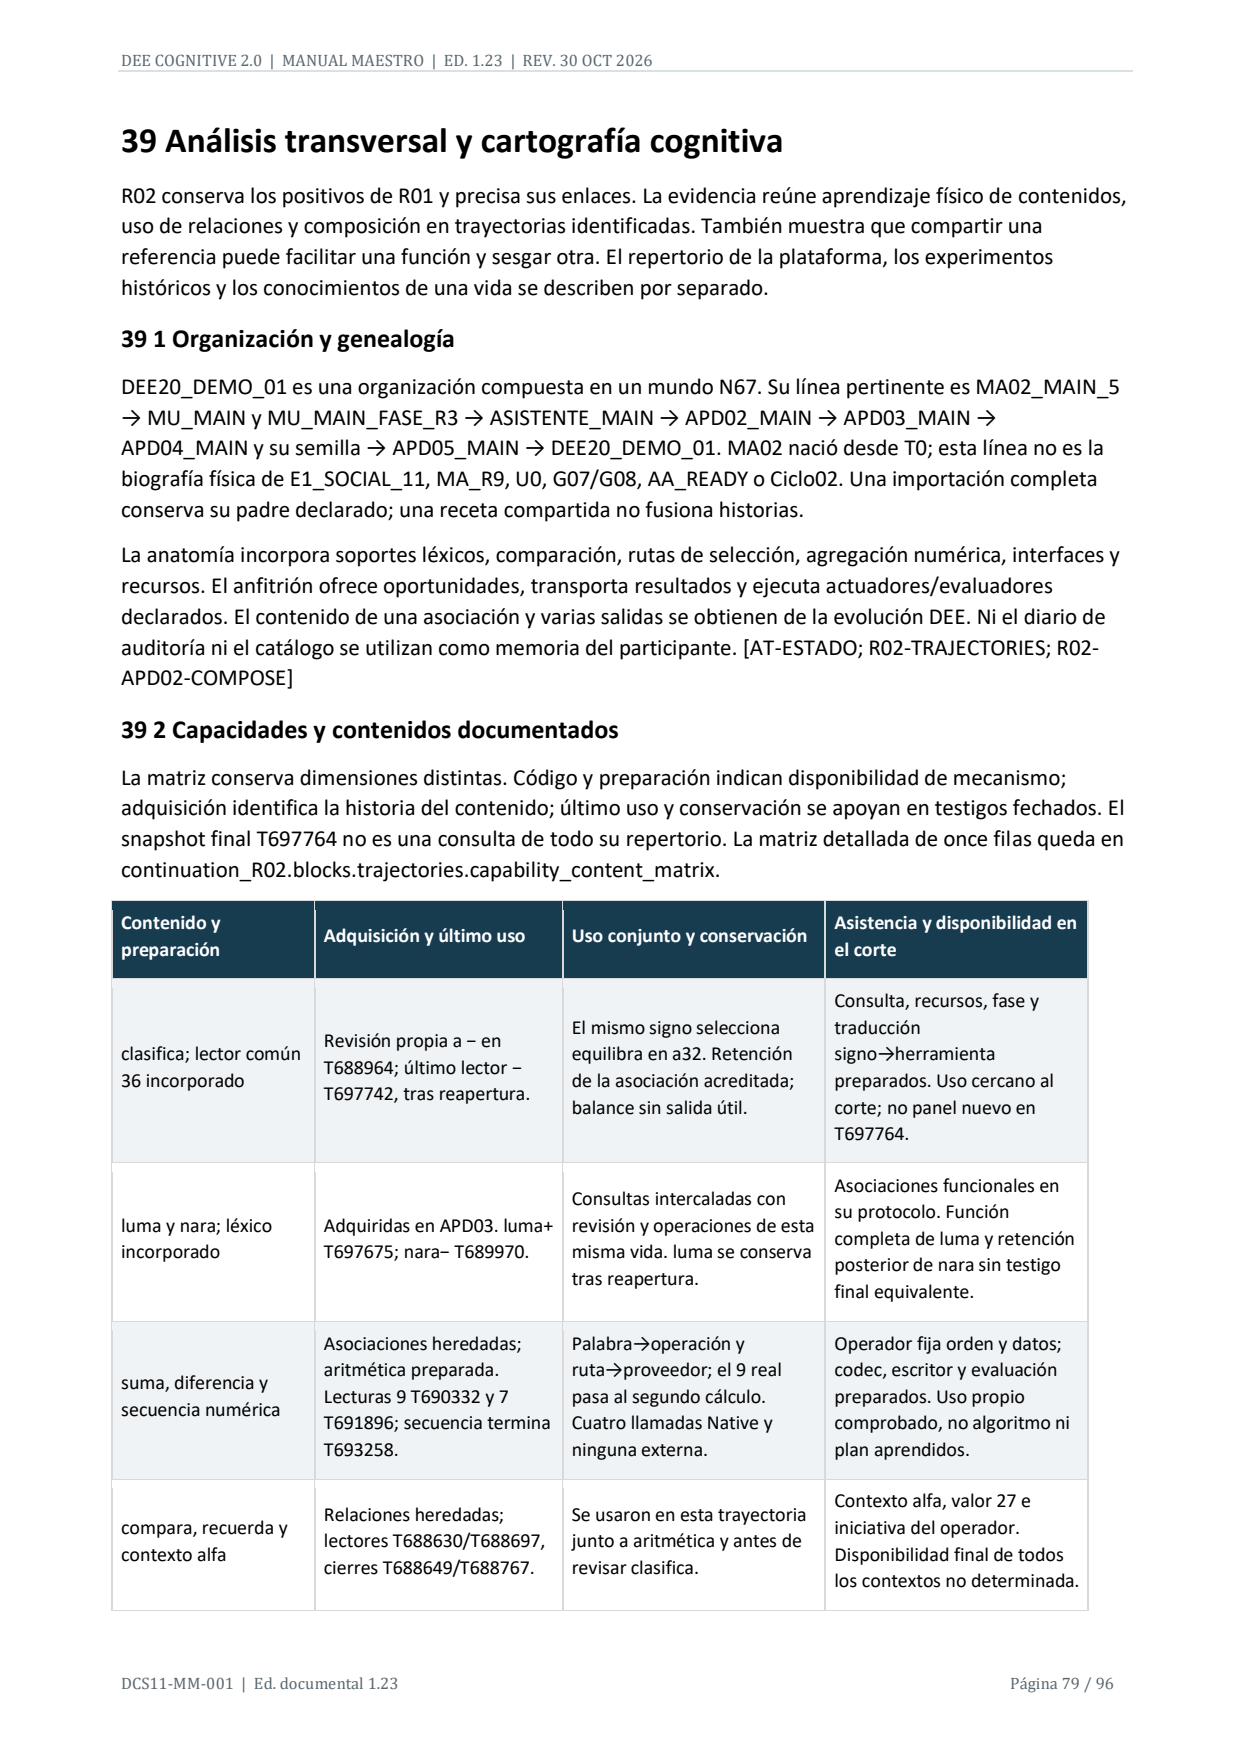 DEE COGNITIVE 2.0 | MANUAL MAESTRO | ED. 1.23 | REV. 30 OCT 2026
39 Análisis transversal y cartografía cognitiva
R02 conserva los positivos de R01 y precisa sus enlaces. La evidencia reúne aprendizaje físico de contenidos,
uso de relaciones y composición en trayectorias identificadas. También muestra que compartir una
referencia puede facilitar una función y sesgar otra. El repertorio de la plataforma, los experimentos
históricos y los conocimientos de una vida se describen por separado.
39 1 Organización y genealogía
DEE20_DEMO_01 es una organización compuesta en un mundo N67. Su línea pertinente es MA02_MAIN_5
→ MU_MAIN y MU_MAIN_FASE_R3 → ASISTENTE_MAIN → APD02_MAIN → APD03_MAIN →
APD04_MAIN y su semilla → APD05_MAIN → DEE20_DEMO_01. MA02 nació desde T0; esta línea no es la
biografía física de E1_SOCIAL_11, MA_R9, U0, G07/G08, AA_READY o Ciclo02. Una importación completa
conserva su padre declarado; una receta compartida no fusiona historias.
La anatomía incorpora soportes léxicos, comparación, rutas de selección, agregación numérica, interfaces y
recursos. El anfitrión ofrece oportunidades, transporta resultados y ejecuta actuadores/evaluadores
declarados. El contenido de una asociación y varias salidas se obtienen de la evolución DEE. Ni el diario de
auditoría ni el catálogo se utilizan como memoria del participante. [AT-ESTADO; R02-TRAJECTORIES; R02-
APD02-COMPOSE]
39 2 Capacidades y contenidos documentados
La matriz conserva dimensiones distintas. Código y preparación indican disponibilidad de mecanismo;
adquisición identifica la historia del contenido; último uso y conservación se apoyan en testigos fechados. El
snapshot final T697764 no es una consulta de todo su repertorio. La matriz detallada de once filas queda en
continuation_R02.blocks.trajectories.capability_content_matrix.
Contenido y
preparación
Adquisición y último uso
Uso conjunto y conservación
Asistencia y disponibilidad en
el corte
clasifica; lector común
36 incorporado
Revisión propia a − en
T688964; último lector −
T697742, tras reapertura.
El mismo signo selecciona
equilibra en a32. Retención
de la asociación acreditada;
balance sin salida útil.
Consulta, recursos, fase y
traducción
signo→herramienta
preparados. Uso cercano al
corte; no panel nuevo en
T697764.
luma y nara; léxico
incorporado
Adquiridas en APD03. luma+
T697675; nara− T689970.
Consultas intercaladas con
revisión y operaciones de esta
misma vida. luma se conserva
tras reapertura.
Asociaciones funcionales en
su protocolo. Función
completa de luma y retención
posterior de nara sin testigo
final equivalente.
suma, diferencia y
secuencia numérica
Asociaciones heredadas;
aritmética preparada.
Lecturas 9 T690332 y 7
T691896; secuencia termina
T693258.
Palabra→operación y
ruta→proveedor; el 9 real
pasa al segundo cálculo.
Cuatro llamadas Native y
ninguna externa.
Operador fija orden y datos;
codec, escritor y evaluación
preparados. Uso propio
comprobado, no algoritmo ni
plan aprendidos.
compara, recuerda y
contexto alfa
Relaciones heredadas;
lectores T688630/T688697,
cierres T688649/T688767.
Se usaron en esta trayectoria
junto a aritmética y antes de
revisar clasifica.
Contexto alfa, valor 27 e
iniciativa del operador.
Disponibilidad final de todos
los contextos no determinada.
DCS11-MM-001 | Ed. documental 1.23
Página 79 / 96